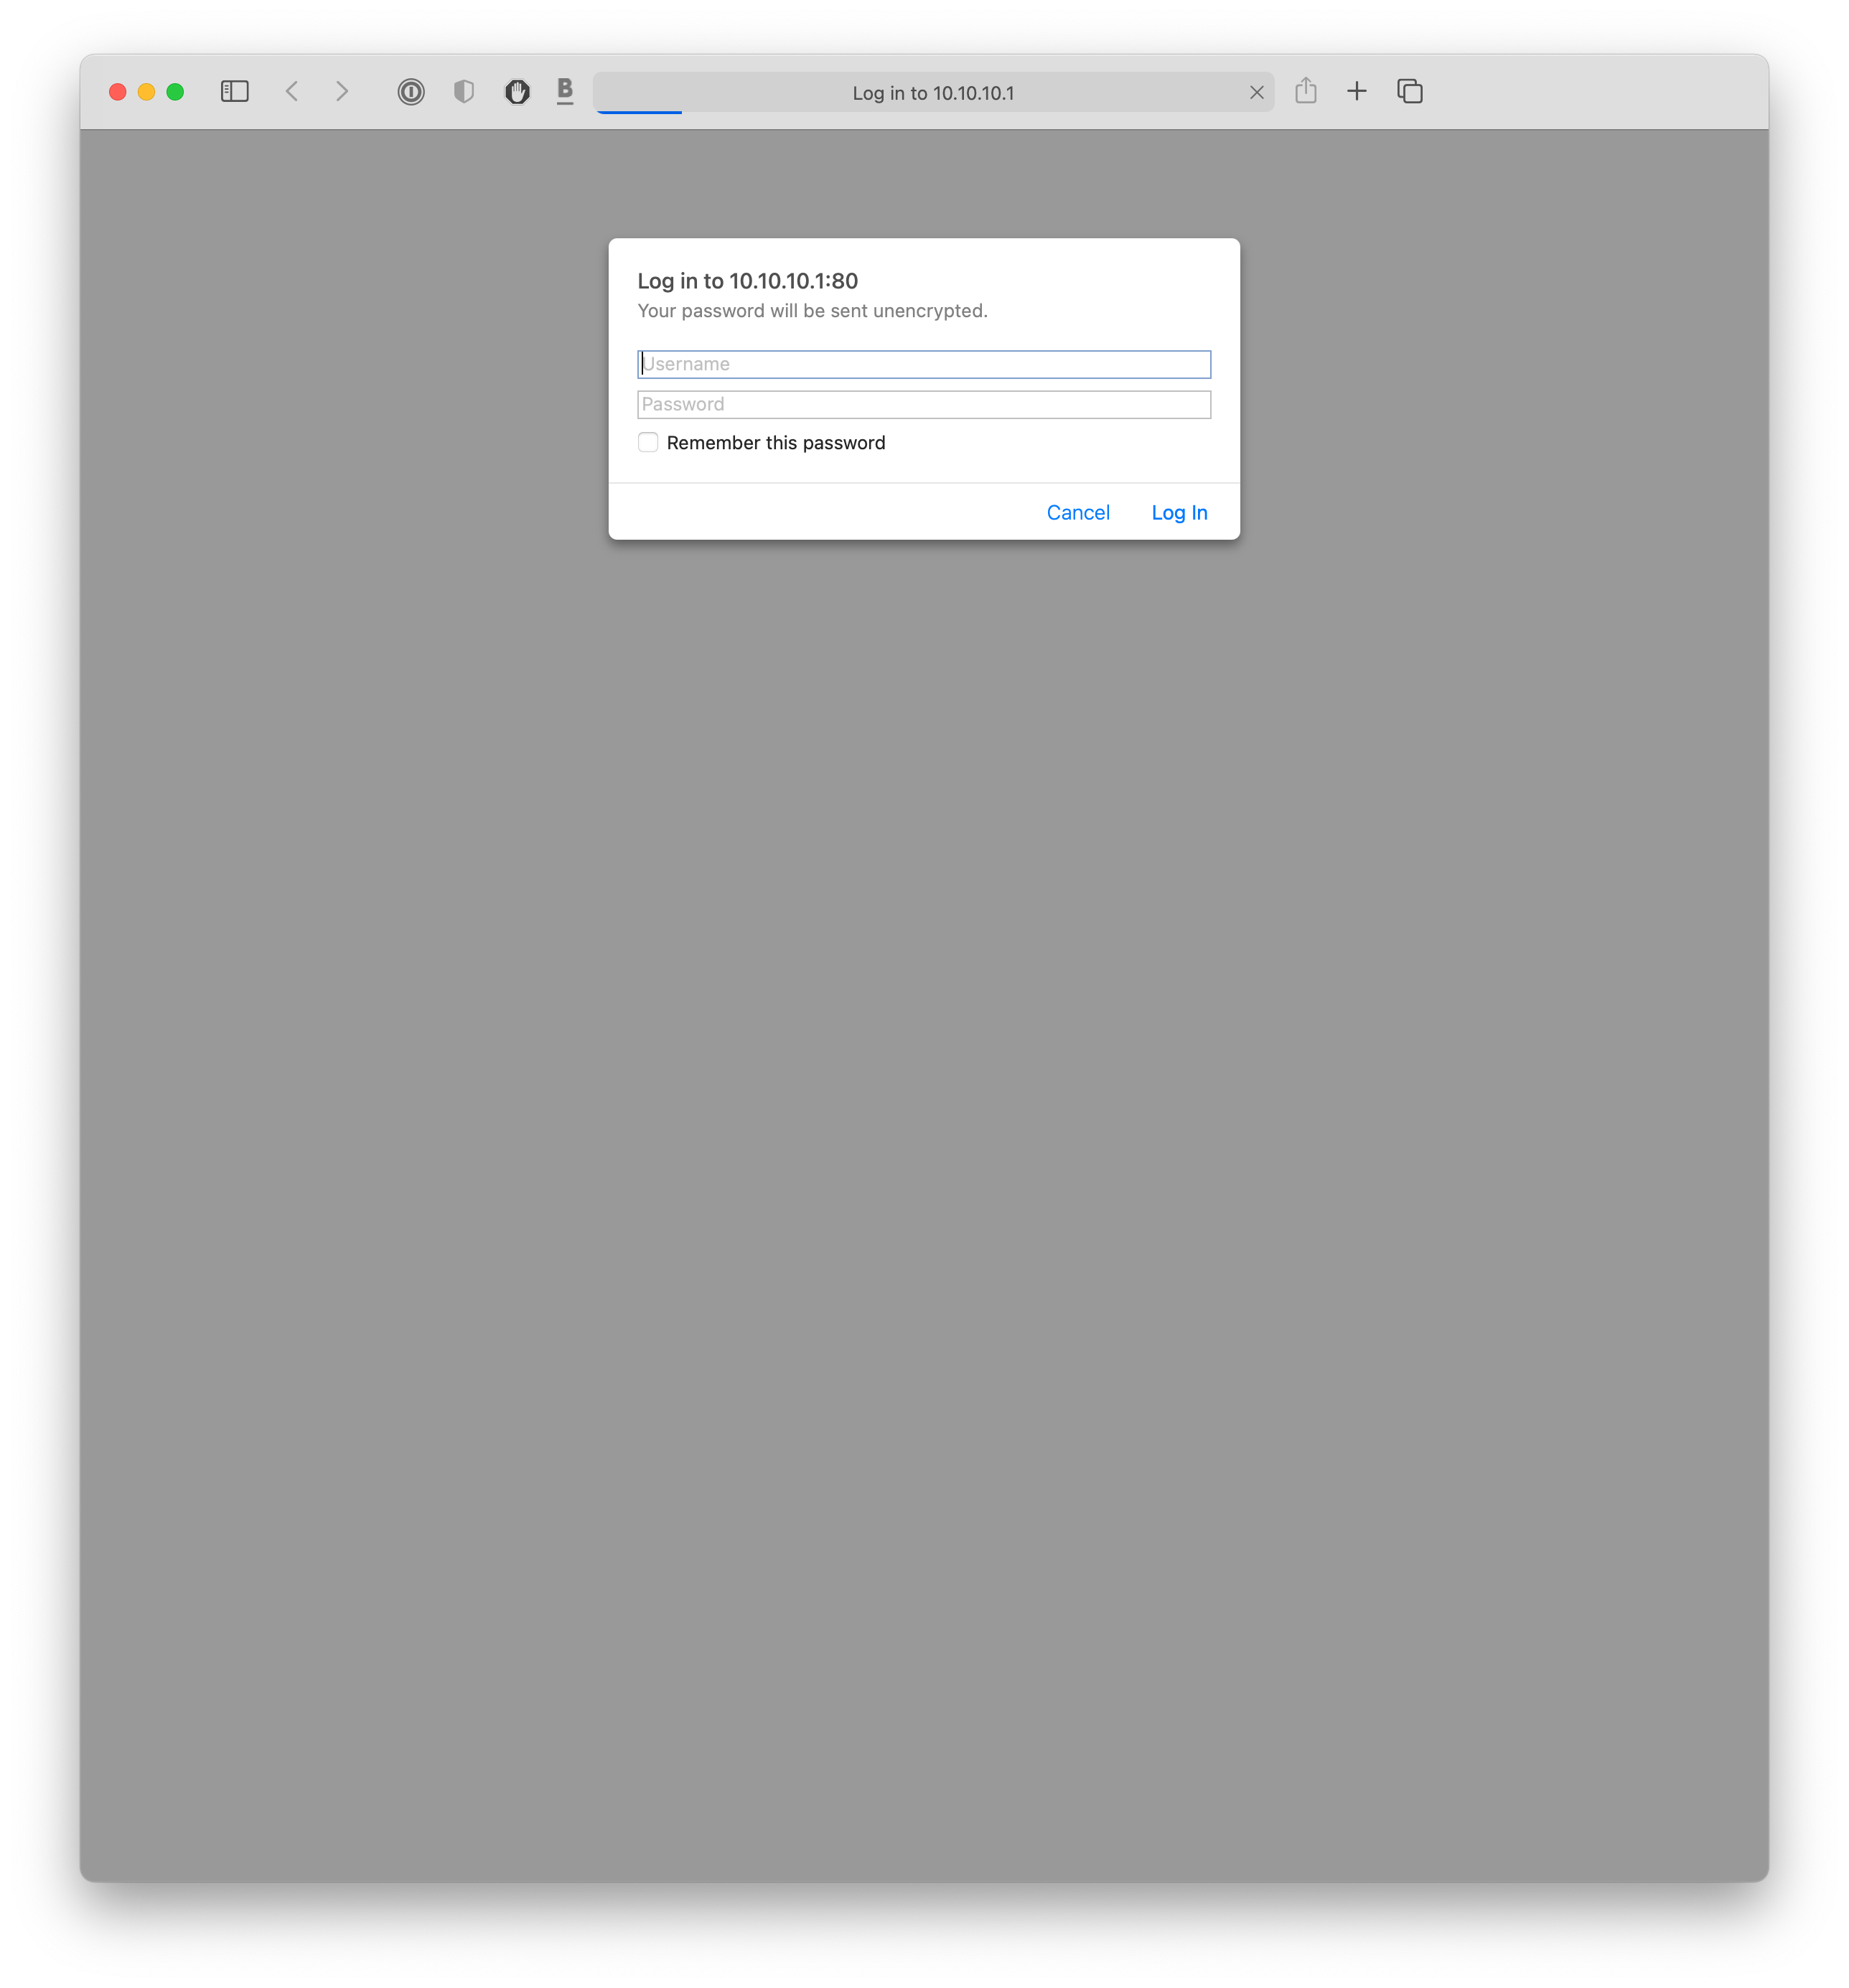 B
Log in to 10.10.10.1
Log in to 10.10.10.1:80
Your password will be sent unencrypted.
Username
Password
Remember this password
Cancel Log In